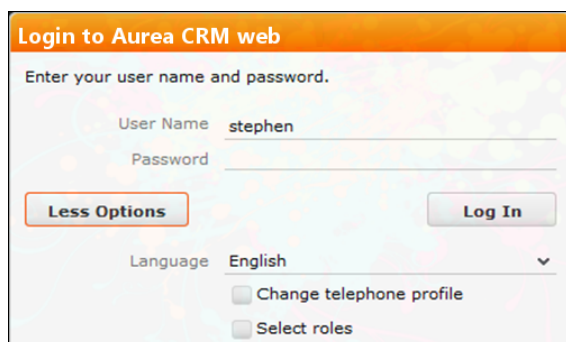 Login to Aurea CRM web
Enter your user name and password.
User Name stephen
Password
Less Options Log In
Language English
Change telephone profile
Select roles